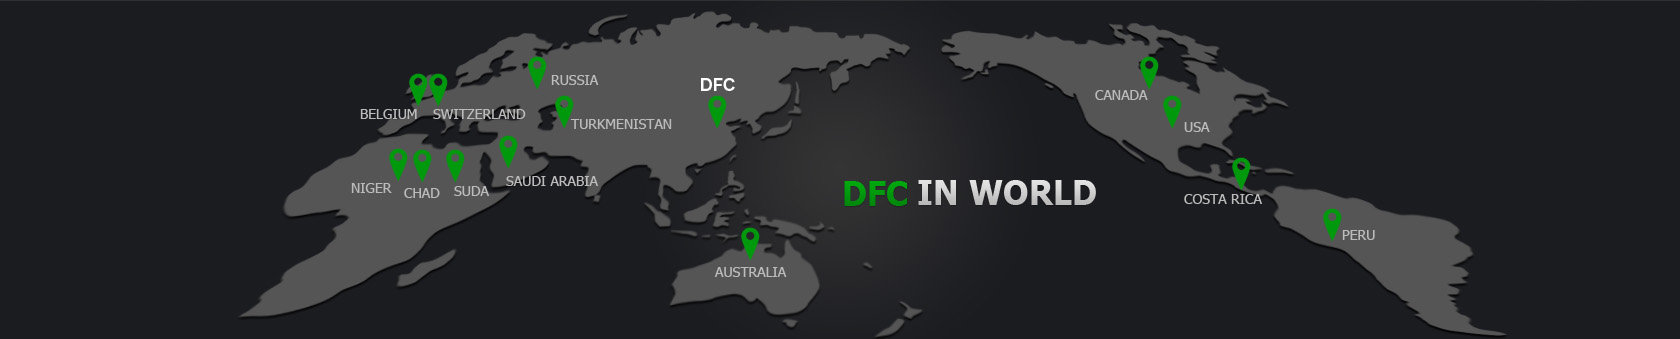 RUSSIA
DFC
CANADA
BELGIUM
SWITZERLAND
TURKMENISTAN
USA
NIGER
CHAD
SUDA
SAUDI ARABIA
DFC IN WORLD
COSTA RICA
PERU
AUSTRALIA